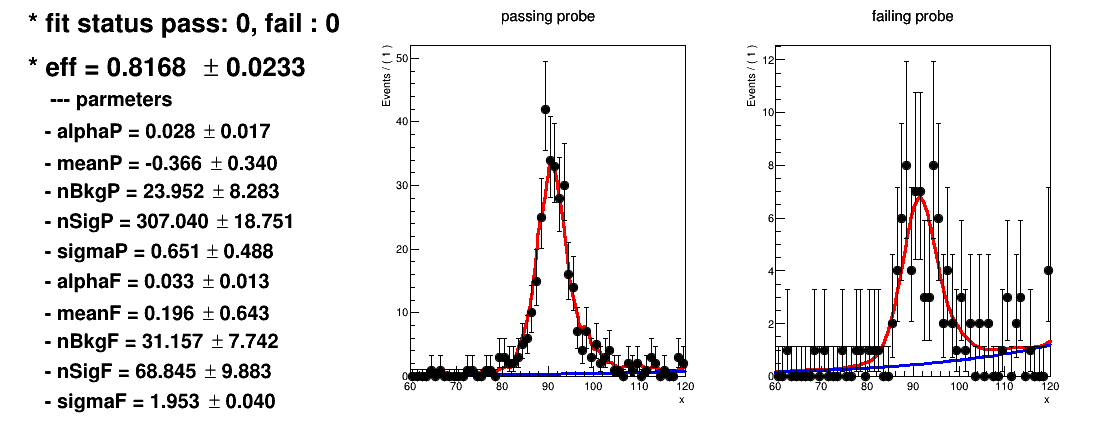 * fit status pass: 0, fail : 0
* eff = 0.8168 ± 0.0233
--- parmeters
- alphaP = 0.028 ± 0.017
- meanP = -0.366 ± 0.340
- nBkgP = 23.952 ± 8.283
- nSigP = 307.040 ± 18.751
- sigmaP = 0.651 ± 0.488
- alphaF = 0.033 ± 0.013
- meanF = 0.196 ± 0.643
- nBkgF = 31.157 ± 7.742
- nSigF = 68.845 ± 9.883
- sigmaF = 1.953 ± 0.040
passing probe
Events / ( 1 )
50
40
30
20
10
0
60 70 80 90 100 110 120
x
failing probe
Events / ( 1 )
12
10
8
6
4
2
0
60 70 80 90 100 110 120
x